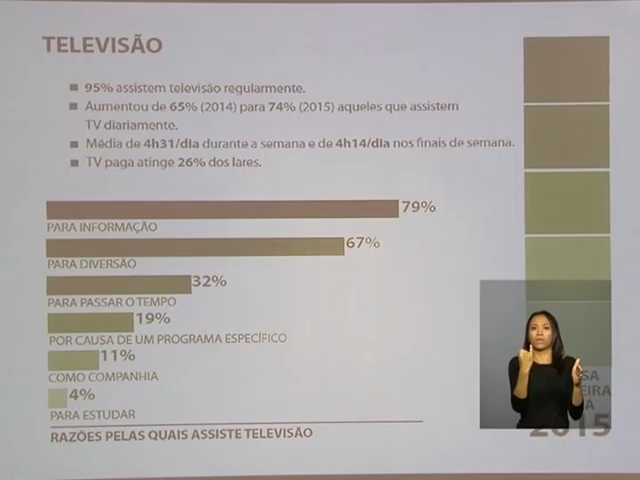 TELEVISÃO
95% assistem televisão regularmente.
Aumentou de 65% (2014) para 74% (2015) aqueles que assistem
TV diariamente.
Média de 4h31/dia durante a semana e de 4h14/dia nos finais de semana.
TV paga atinge 26% dos lares.
79%
PARA INFORMAÇÃO
67%
PARA DIVERSÃO
32%
PARA PASSAR O TEMPO
19%
POR CAUSA DE UM PROGRAMA ESPECÍFICO
11%
COMO COMPANHIA
4%
PARA ESTUDAR
RAZÕES PELAS QUAIS ASSISTE TELEVISÃO
2015